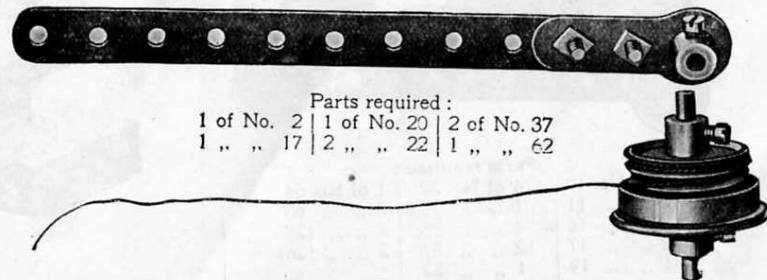 Parts required :
1 of No. 2 | 1 of No. 20 | 2 of No. 37
1 ,, ,, 17 | 2 ,, ,, 22 | 1 ,, ,, 62